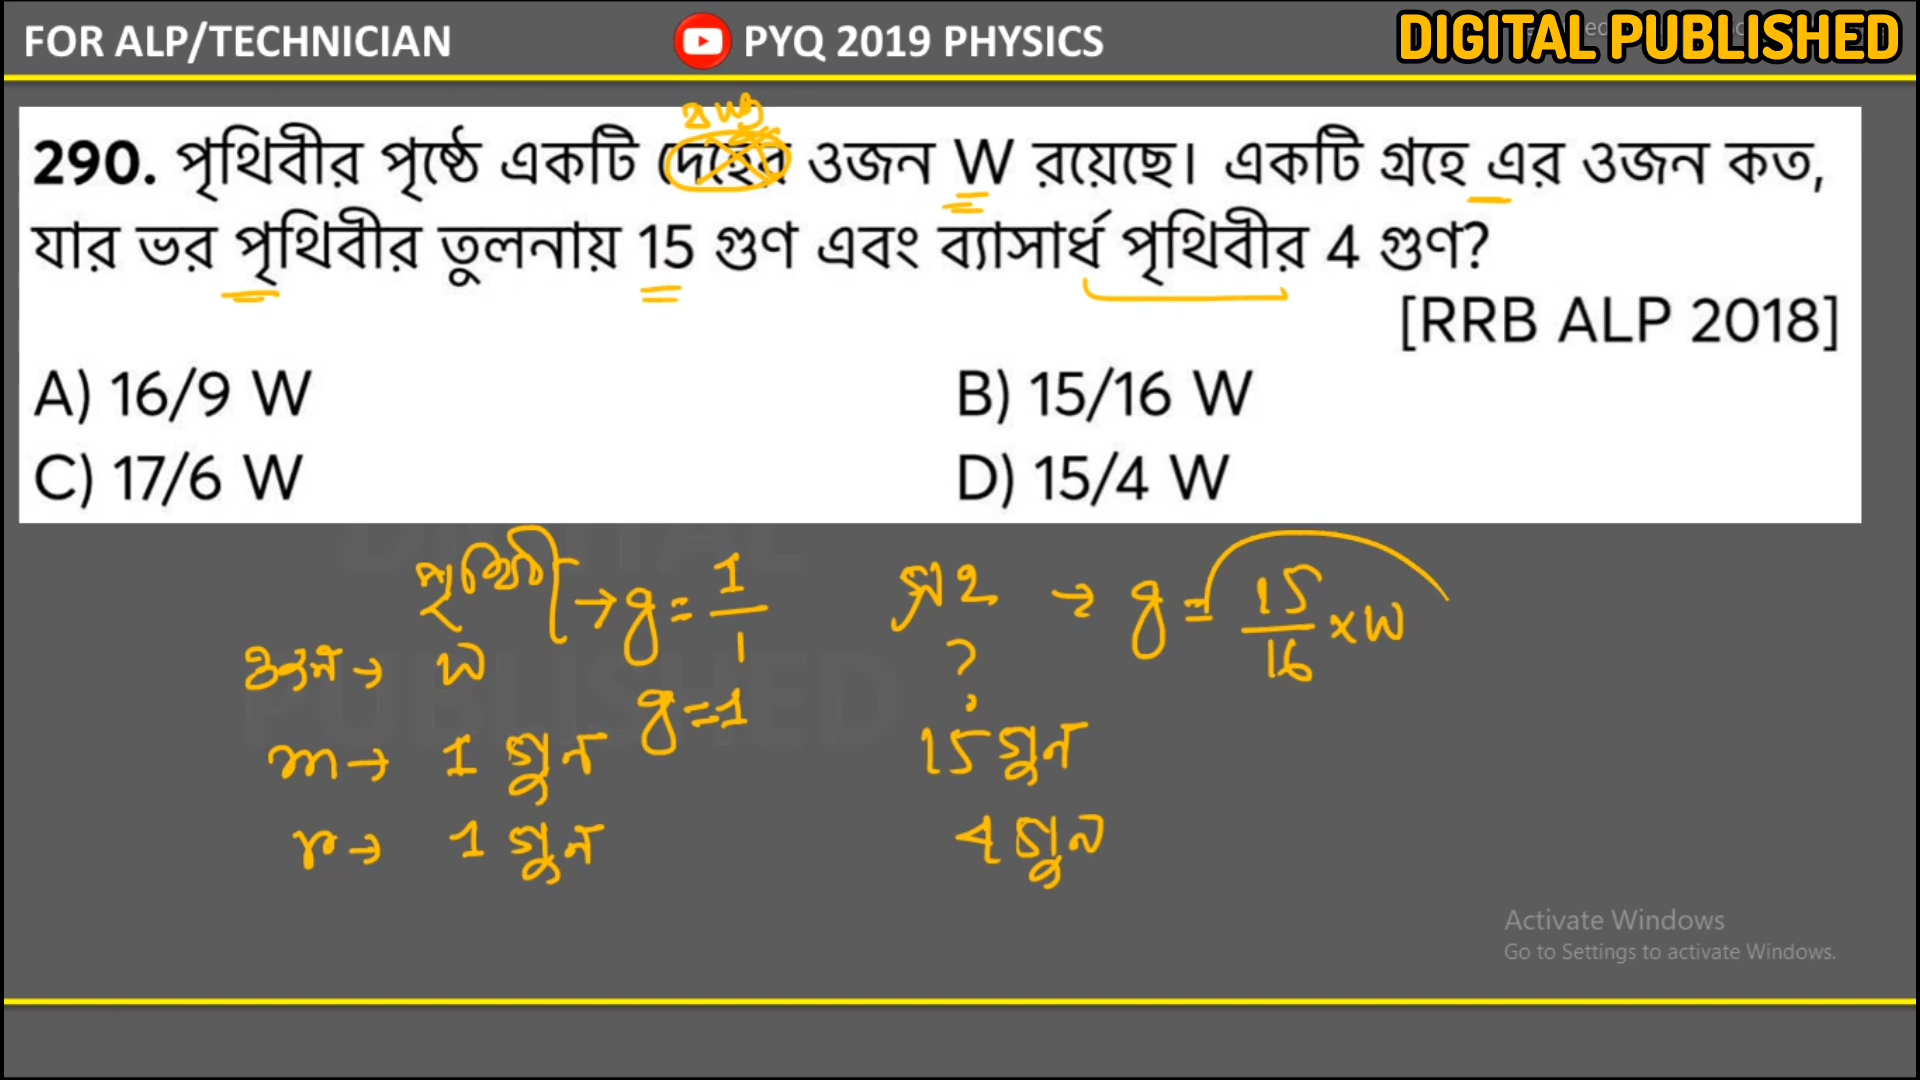 FOR ALP/TECHNICIAN
PYQ 2019 PHYSICS
DIGITAL PUBLISHED
290. পৃথিবীর পৃষ্ঠে একটি দেহের ওজন W রয়েছে। একটি গ্রহে এর ওজন কত,
যার ভর পৃথিবীর তুলনায় 15 গুণ এবং ব্যাসার্ধ পৃথিবীর 4 গুণ?
[RRB ALP 2018]
A) 16/9 W
B) 15/16 W
C) 17/6 W
D) 15/4 W
পৃথিবী → g = 1/1
গ্রহ → g = 15/16 × W
ওজন → W
?
g = 1
m → 1 গুন
15 গুন
r → 1 গুন
4 গুন
DIGITAL
PUBLISHED
Activate Windows
Go to Settings to activate Windows.